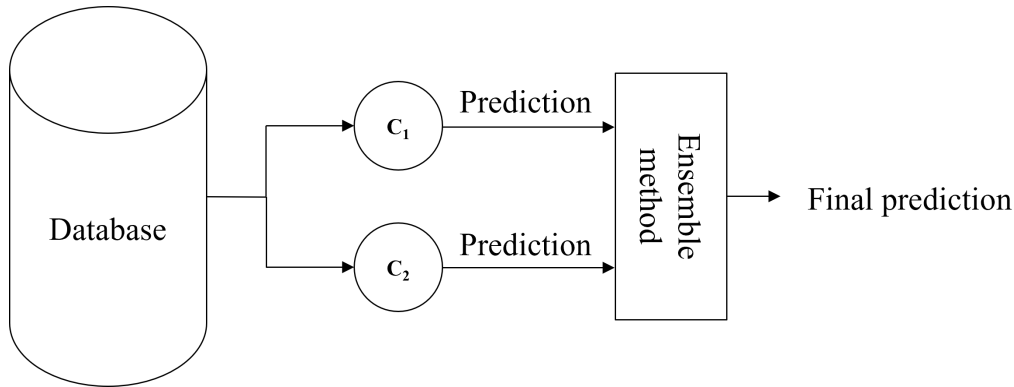 Database
C₁
C₂
Prediction
Prediction
Ensemble
method
Final prediction